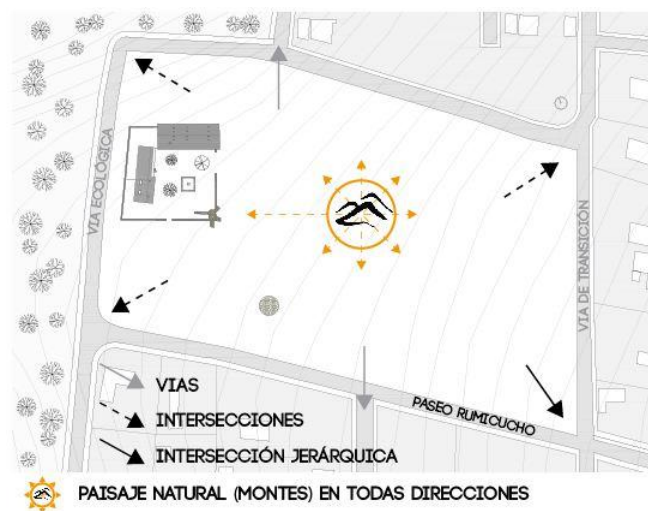 VIA ECOLÓGICA
VIA DE TRANSICIÓN
PASEO RUMICUCHO
VIAS
INTERSECCIONES
INTERSECCIÓN JERÁRQUICA
PAISAJE NATURAL (MONTES) EN TODAS DIRECCIONES